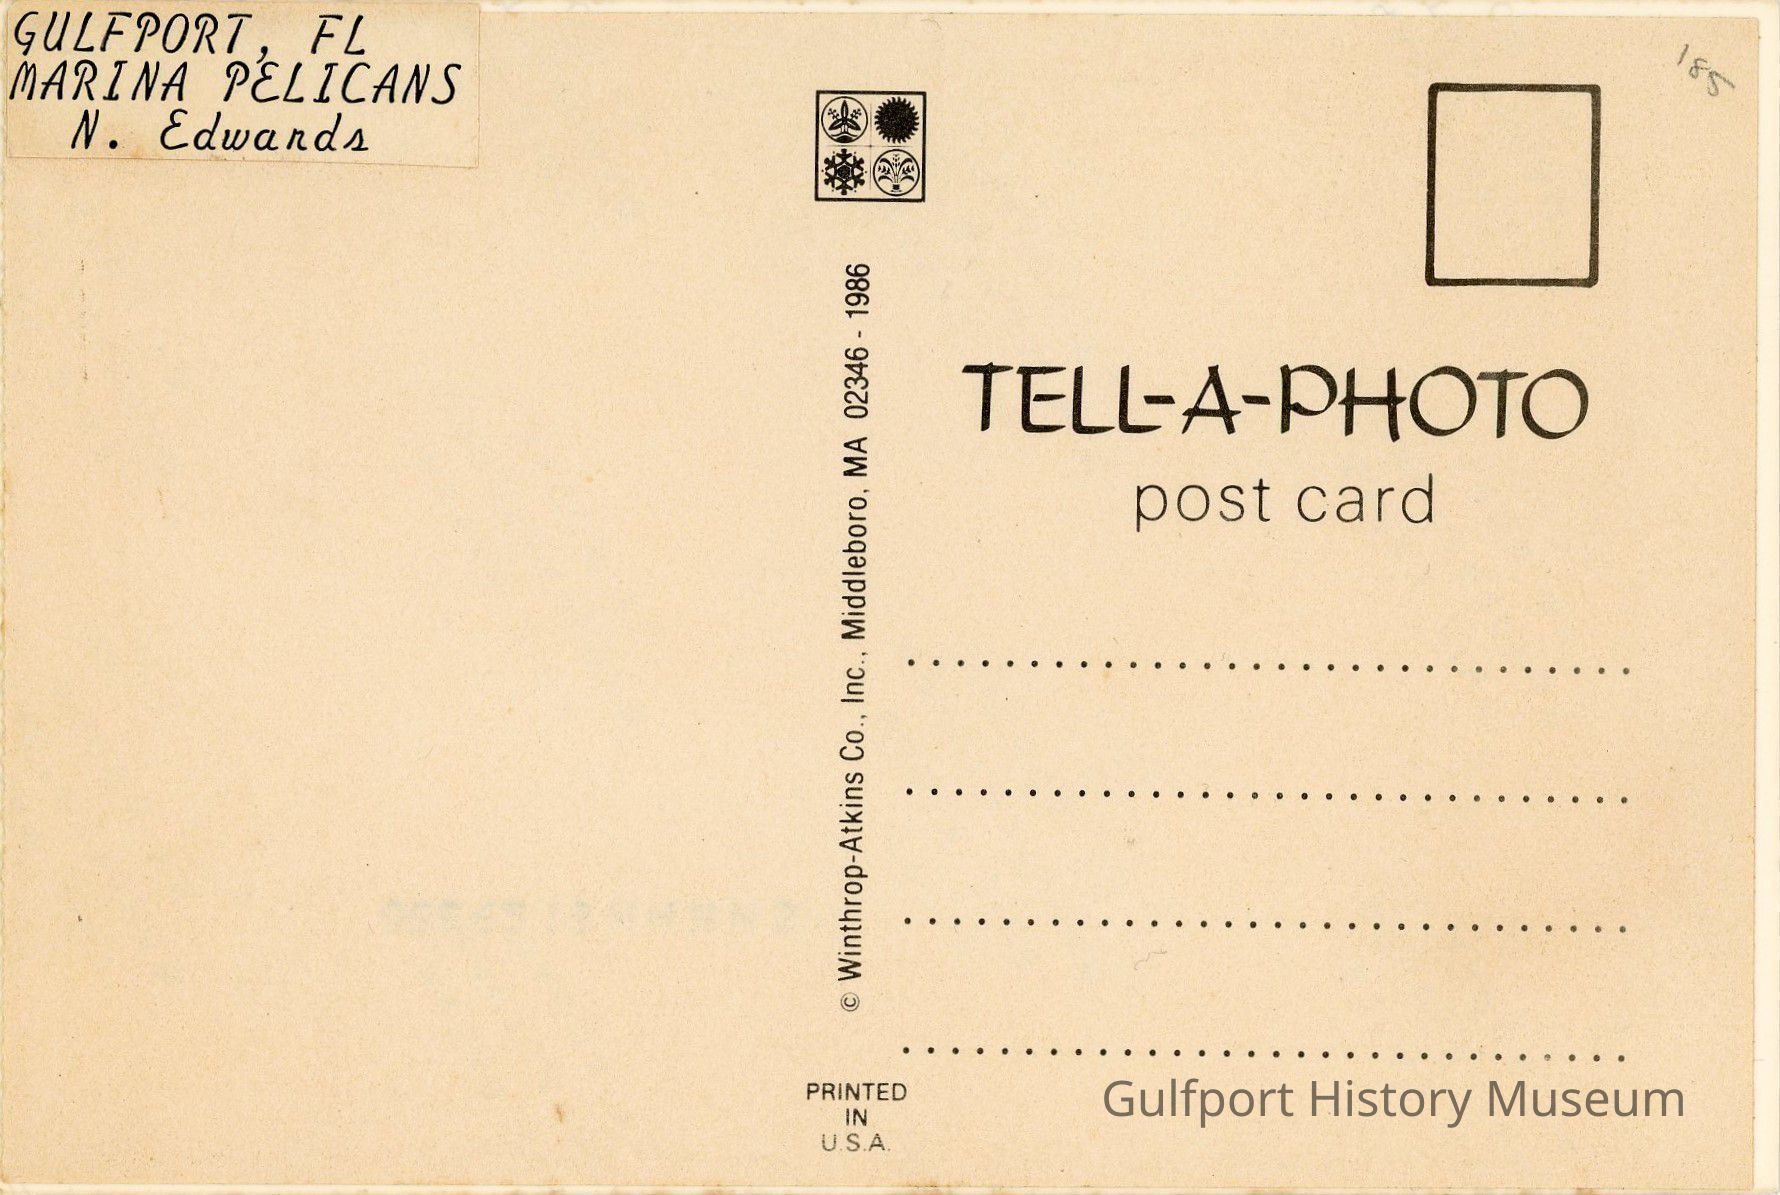 GULFPORT, FL
MARINA PELICANS
N. Edwards
185
© Winthrop-Atkins Co., Inc., Middleboro, MA 02346 - 1986
TELL-A-PHOTO
post card
PRINTED
IN
U.S.A.
Gulfport History Museum